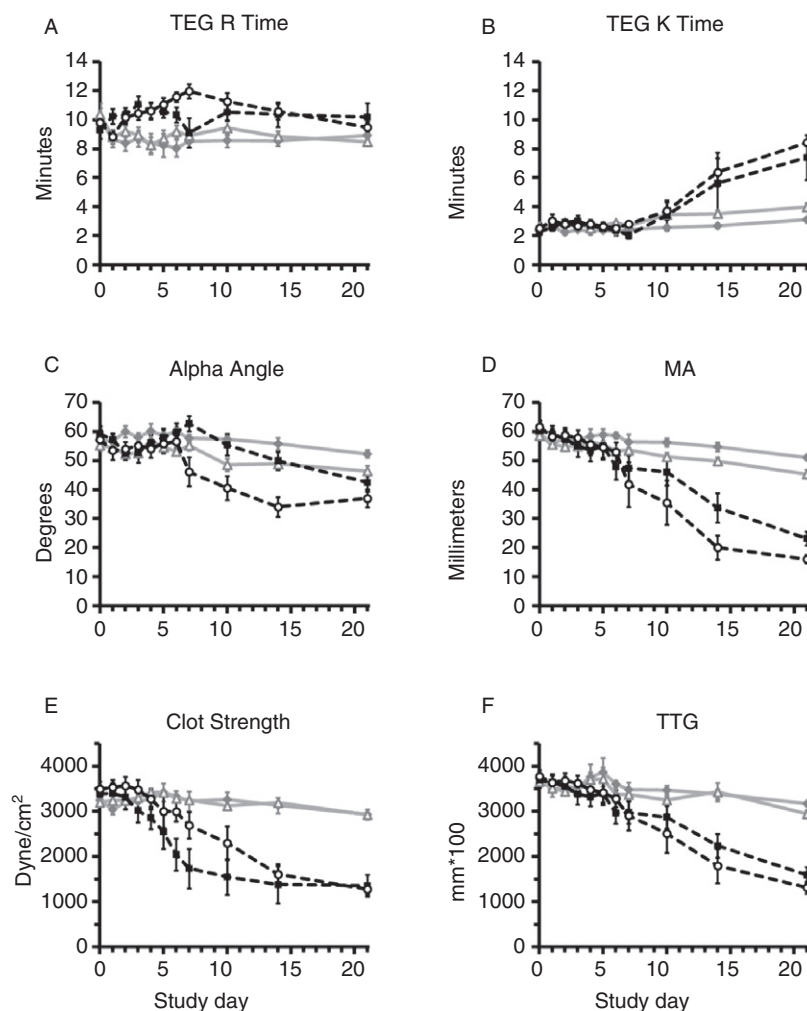 A
TEG R Time
14
12
10
8
6
4
2
0
Minutes
0 5 10 15 20
B
TEG K Time
14
12
10
8
6
4
2
0
Minutes
0 5 10 15 20
C
Alpha Angle
70
60
50
40
30
20
10
0
Degrees
0 5 10 15 20
D
MA
70
60
50
40
30
20
10
0
Millimeters
0 5 10 15 20
E
Clot Strength
4000
3000
2000
1000
0
Dyne/cm²
0 5 10 15 20
Study day
F
TTG
4000
3000
2000
1000
0
mm*100
0 5 10 15 20
Study day